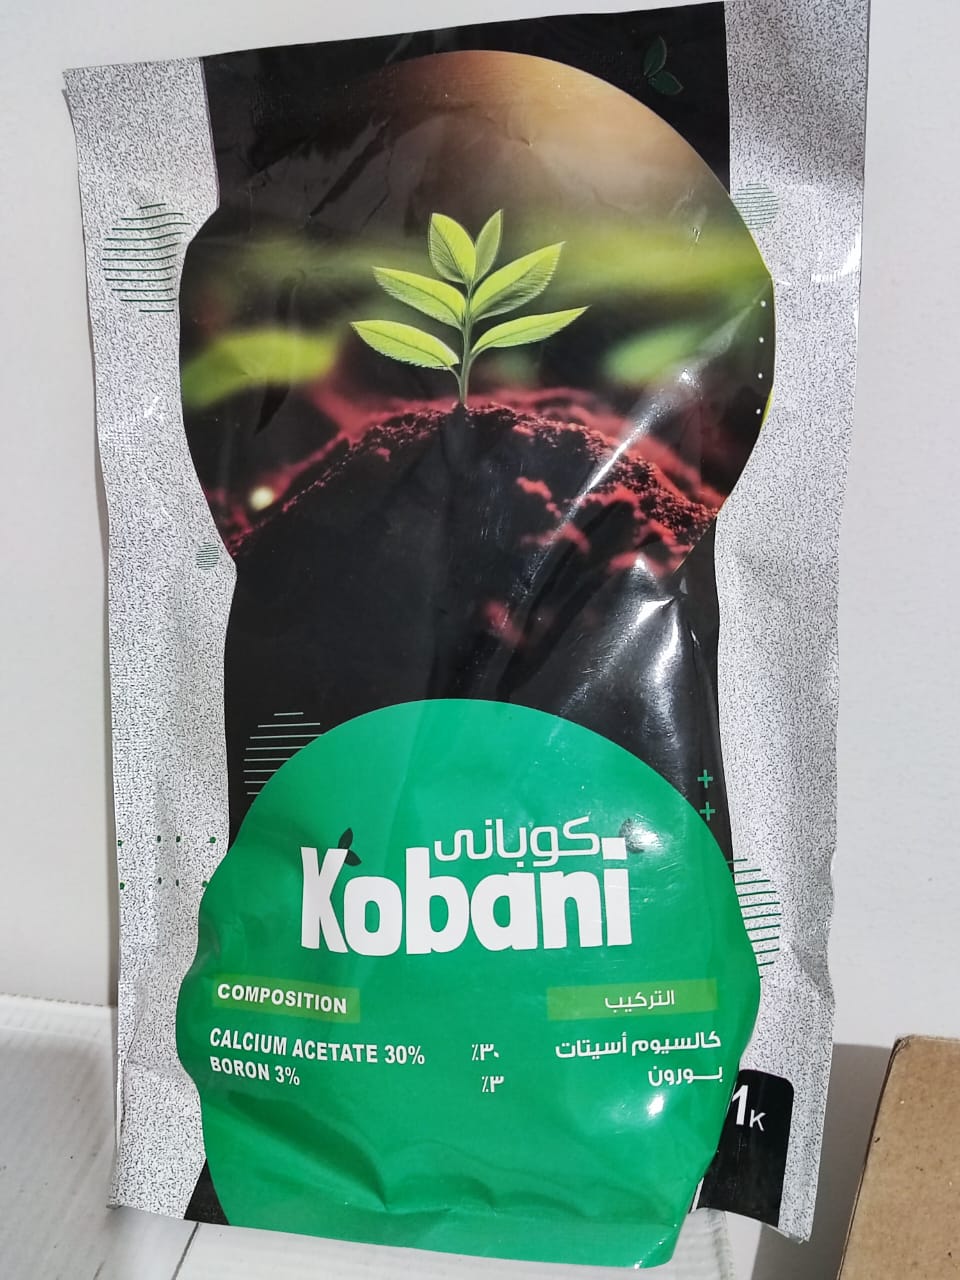 كوبانى
Kobani
COMPOSITION
التركيب
CALCIUM ACETATE 30% ٪٣٠ كالسيوم أسيتات
BORON 3% ٪٣ بورون
1K